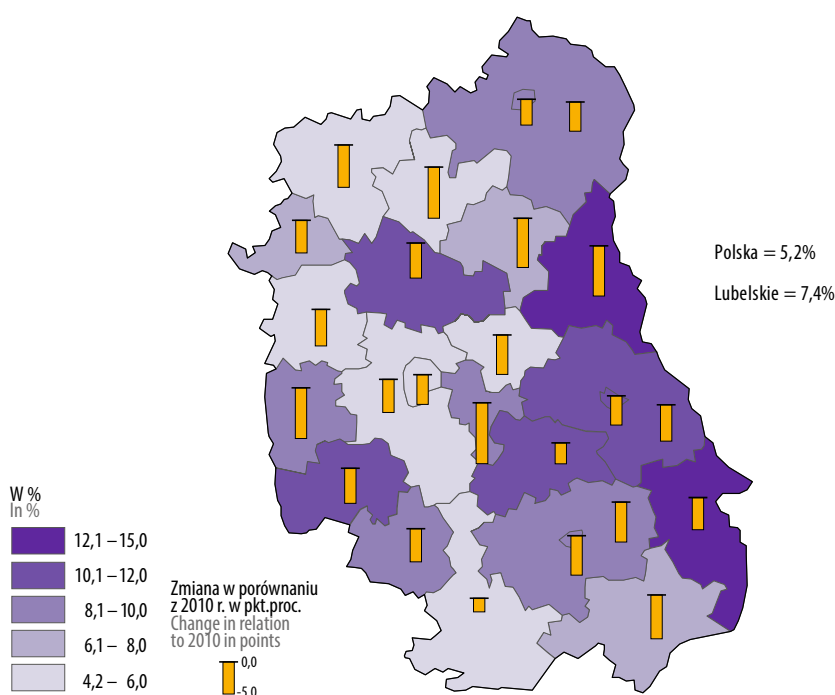 Polska = 5,2%
Lubelskie = 7,4%
W %
In %
12,1 – 15,0
10,1 – 12,0
8,1 – 10,0
6,1 – 8,0
4,2 – 6,0
Zmiana w porównaniu
z 2010 r. w pkt.proc.
Change in relation
to 2010 in points
0,0
-5,0